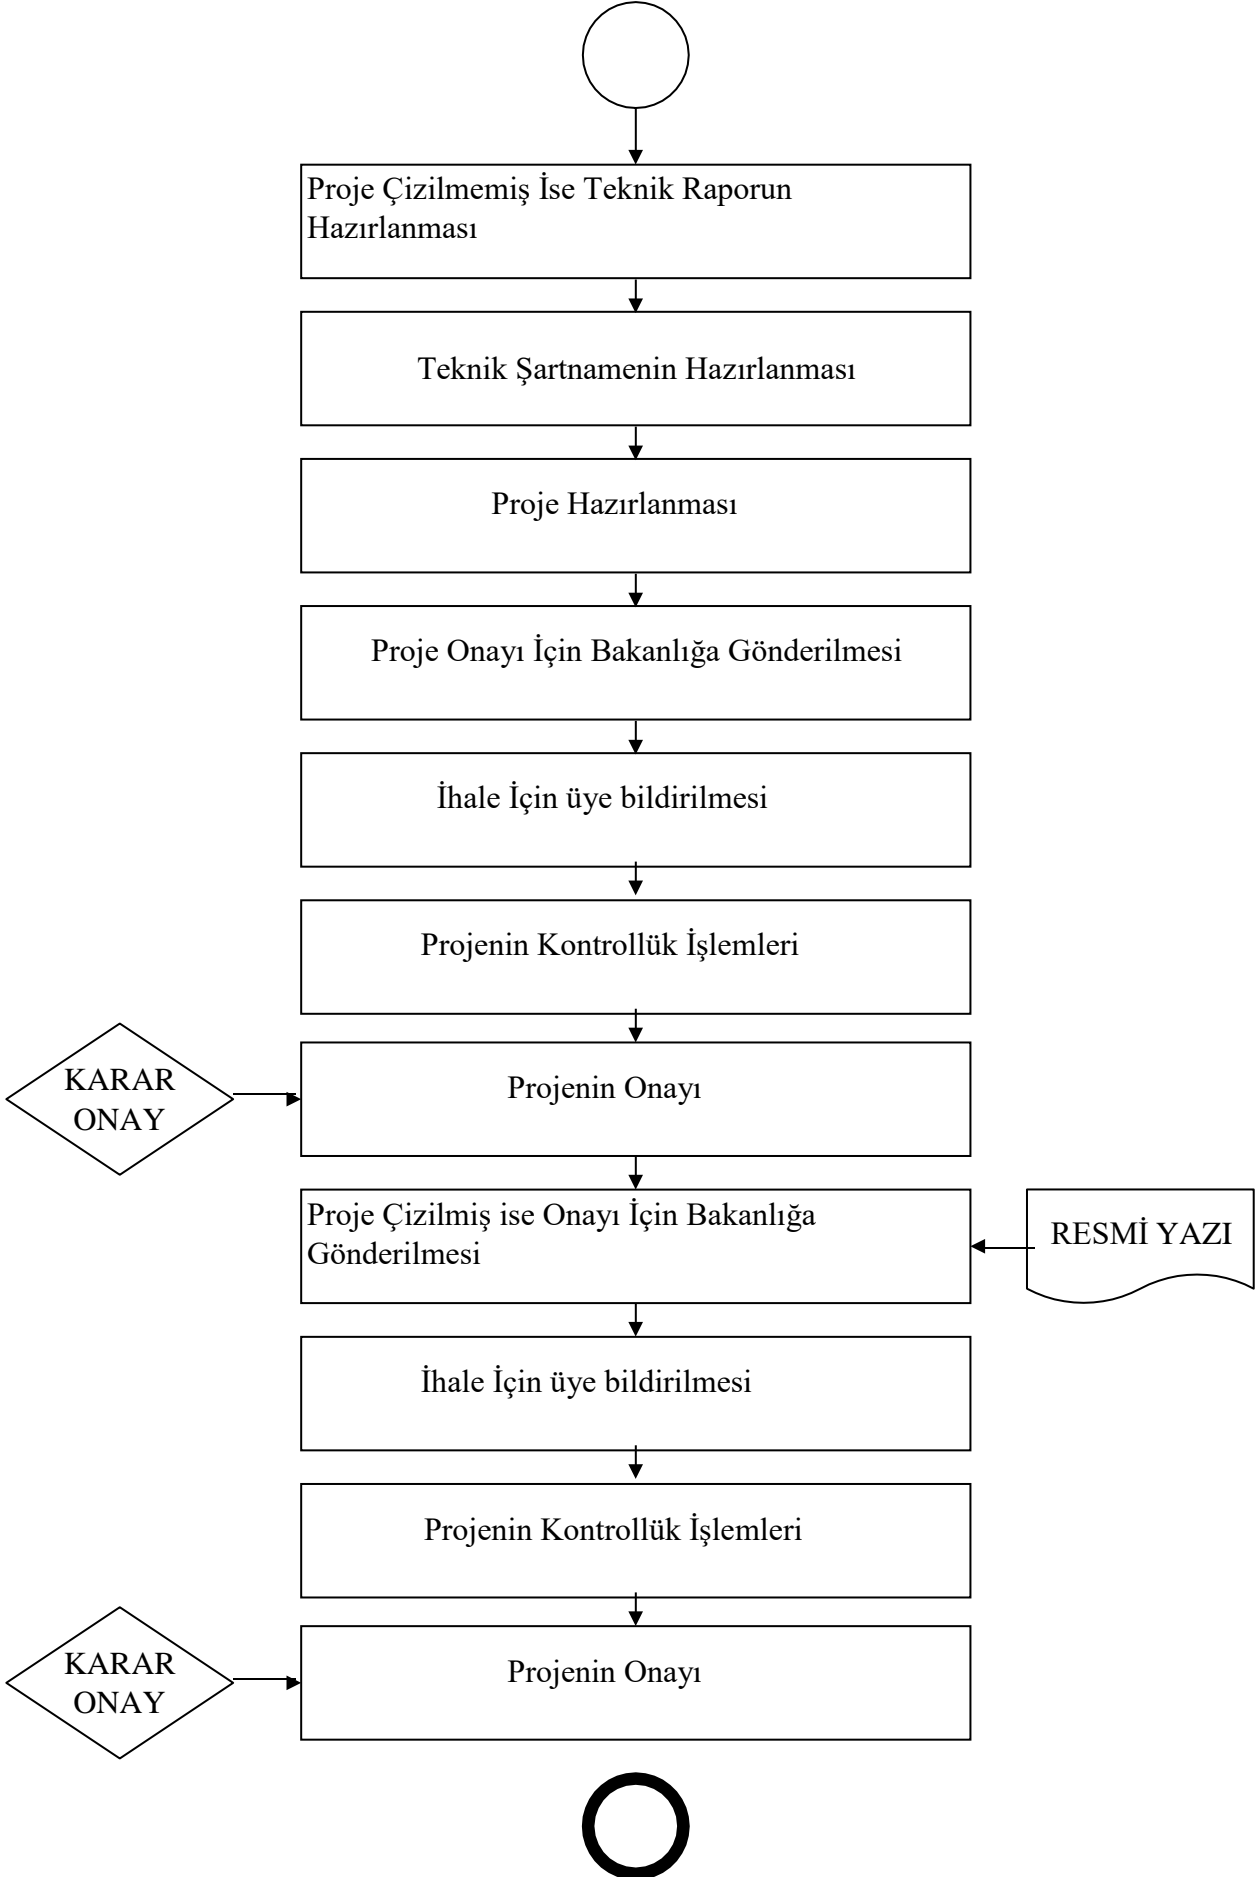 Proje Çizilmemiş İse Teknik Raporun
Hazırlanması
Teknik Şartnamenin Hazırlanması
Proje Hazırlanması
Proje Onayı İçin Bakanlığa Gönderilmesi
İhale İçin üye bildirilmesi
Projenin Kontrollük İşlemleri
KARAR
ONAY
Projenin Onayı
Proje Çizilmiş ise Onayı İçin Bakanlığa
Gönderilmesi
RESMİ YAZI
İhale İçin üye bildirilmesi
Projenin Kontrollük İşlemleri
KARAR
ONAY
Projenin Onayı